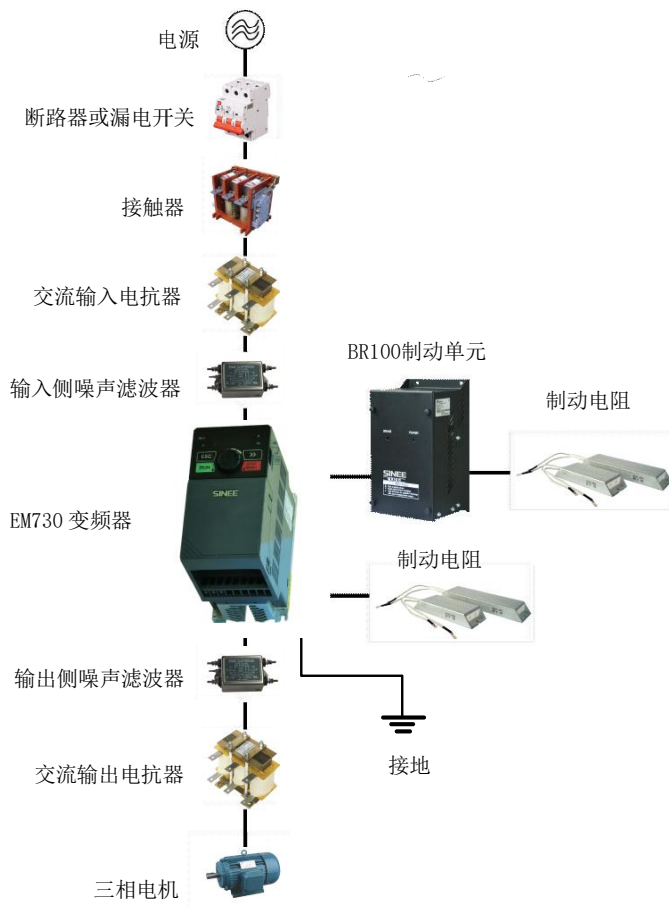 电源
断路器或漏电开关
接触器
交流输入电抗器
BR100制动单元
输入侧噪声滤波器
制动电阻
ESC
RUN
SINEE
SINEE
EM730 变频器
制动电阻
输出侧噪声滤波器
接地
交流输出电抗器
三相电机